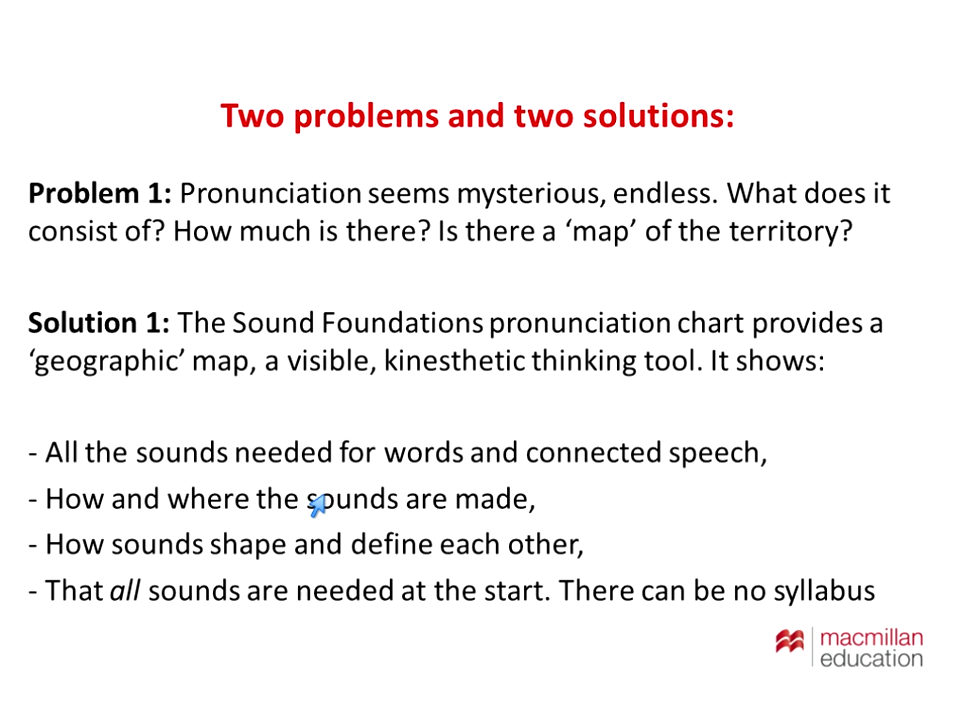 Two problems and two solutions:
Problem 1: Pronunciation seems mysterious, endless. What does it
consist of? How much is there? Is there a ‘map’ of the territory?
Solution 1: The Sound Foundations pronunciation chart provides a
‘geographic’ map, a visible, kinesthetic thinking tool. It shows:
- All the sounds needed for words and connected speech,
- How and where the sounds are made,
- How sounds shape and define each other,
- That all sounds are needed at the start. There can be no syllabus
macmillan
education